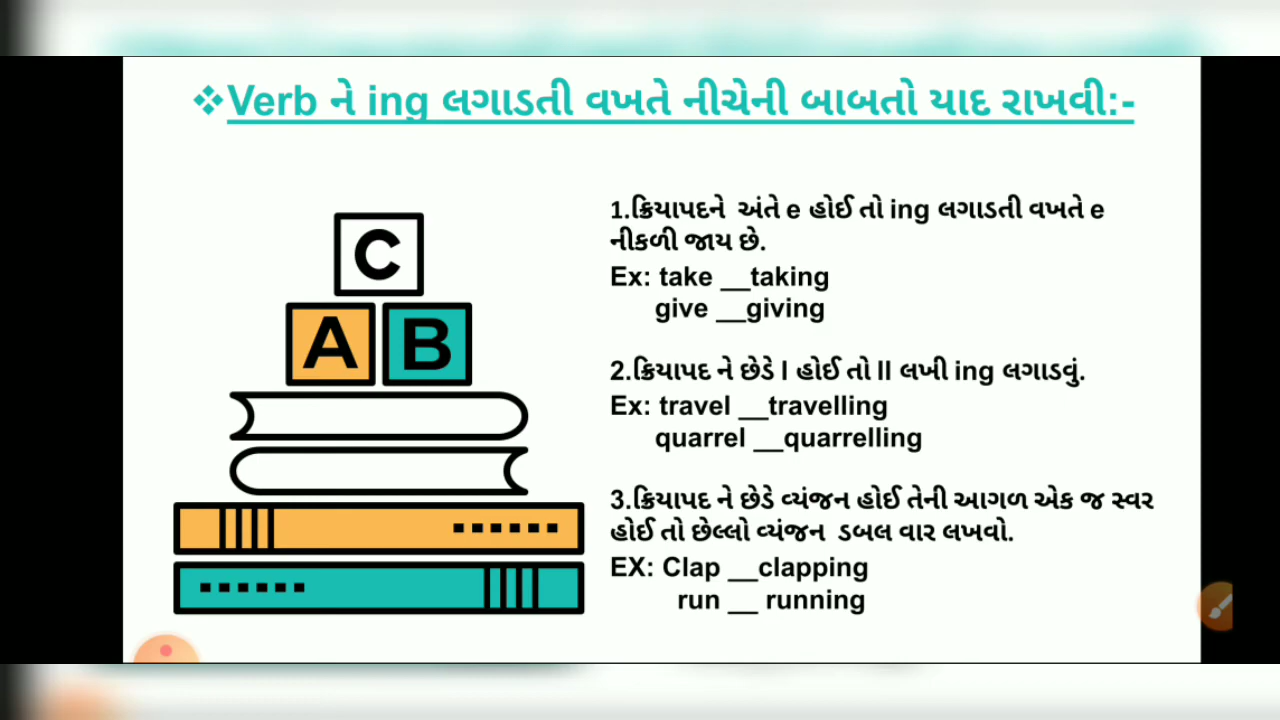 ❖Verb ને ing લગાડતી વખતે નીચેની બાબતો યાદ રાખવી:-
C
A B
1.ક્રિયાપદને અંતે e હોઈ તો ing લગાડતી વખતે e
નીકળી જાય છે.
Ex: take __taking
give __giving
2.ક્રિયાપદ ને છેડે l હોઈ તો ll લખી ing લગાડવું.
Ex: travel __travelling
quarrel __quarrelling
3.ક્રિયાપદ ને છેડે વ્યંજન હોઈ તેની આગળ એક જ સ્વર
હોઈ તો છેલ્લો વ્યંજન ડબલ વાર લખવો.
EX: Clap __clapping
run __ running